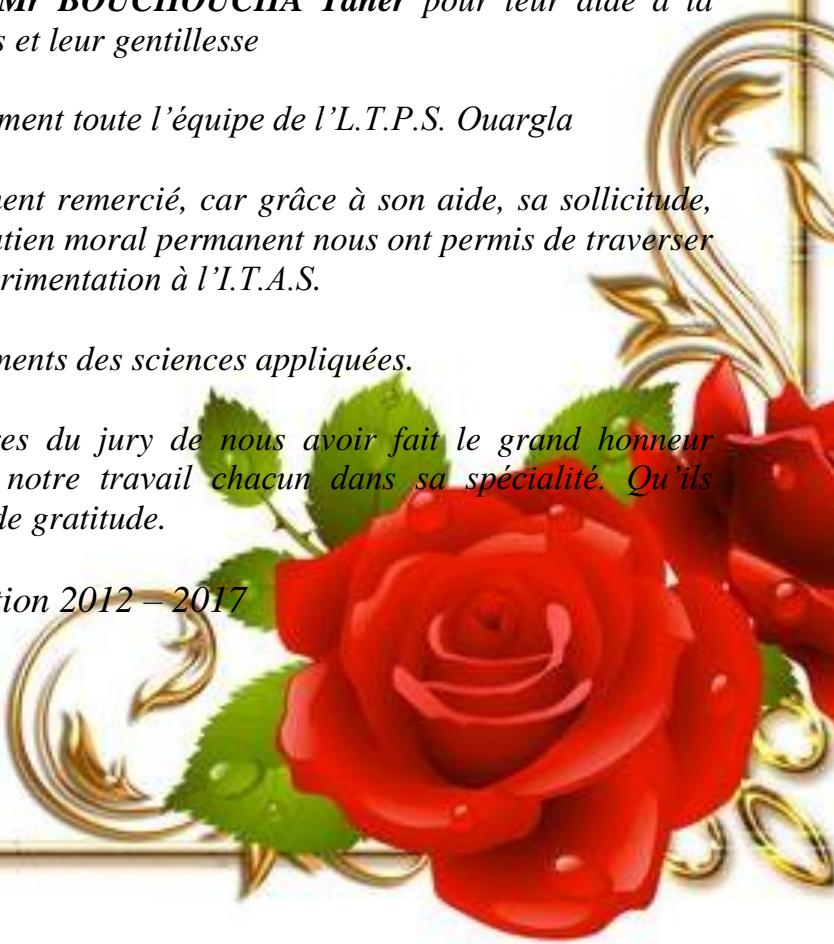 Mr BOUCHOUCHA Taher pour leur aide à la
s et leur gentillesse
ment toute l’équipe de l’L.T.P.S. Ouargla
ent remercié, car grâce à son aide, sa sollicitude,
utien moral permanent nous ont permis de traverser
érimentation à l’I.T.A.S.
ments des sciences appliquées.
es du jury de nous avoir fait le grand honneur
notre travail chacun dans sa spécialité. Qu’ils
de gratitude.
tion 2012 – 2017